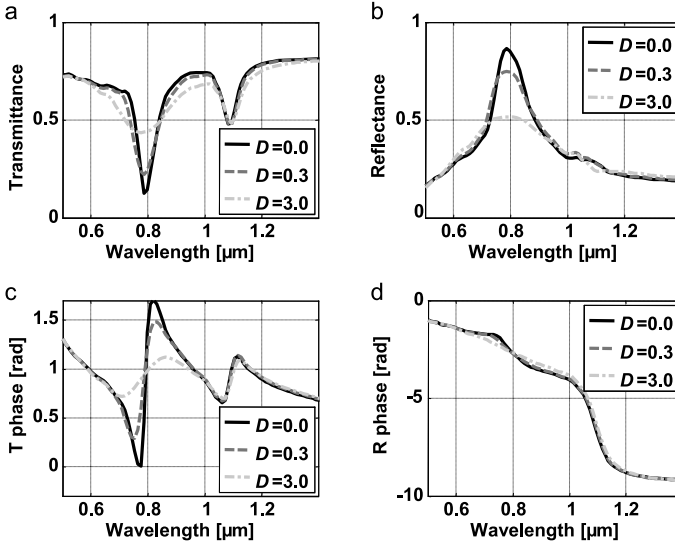 a
1
0.5
0
Transmittance
0.6 0.8 1 1.2
Wavelength [µm]
D=0.0
D=0.3
D=3.0
b
1
0.5
0
Reflectance
0.6 0.8 1 1.2
Wavelength [µm]
D=0.0
D=0.3
D=3.0
c
1.5
1
0.5
0
T phase [rad]
0.6 0.8 1 1.2
Wavelength [µm]
D=0.0
D=0.3
D=3.0
d
0
-5
-10
R phase [rad]
0.6 0.8 1 1.2
Wavelength [µm]
D=0.0
D=0.3
D=3.0